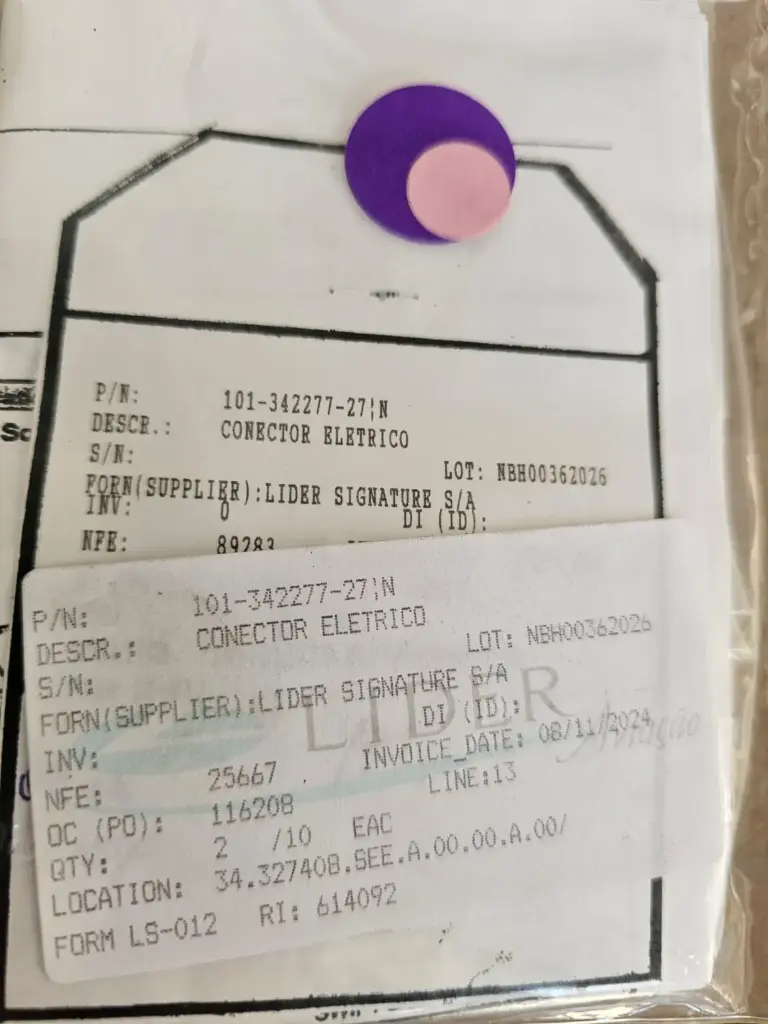 P/N: 101-342277-27¦N
DESCR.: CONECTOR ELETRICO
S/N:
LOT: NBH00362026
FORN(SUPPLIER):LIDER SIGNATURE S/A
INV: 0 DI (ID):
NFE: 89283
P/N: 101-342277-27¦N
DESCR.: CONECTOR ELETRICO
S/N: LOT: NBH00362026
FORN(SUPPLIER):LIDER SIGNATURE S/A
INV: DI (ID):
NFE: 25667 INVOICE_DATE: 08/11/2024
OC (PO): 116208 LINE:13
QTY: 2 /10 EAC
LOCATION: 34.327408.SEE.A.00.00.A.00/
FORM LS-012 RI: 614092
LIDER
Aviação